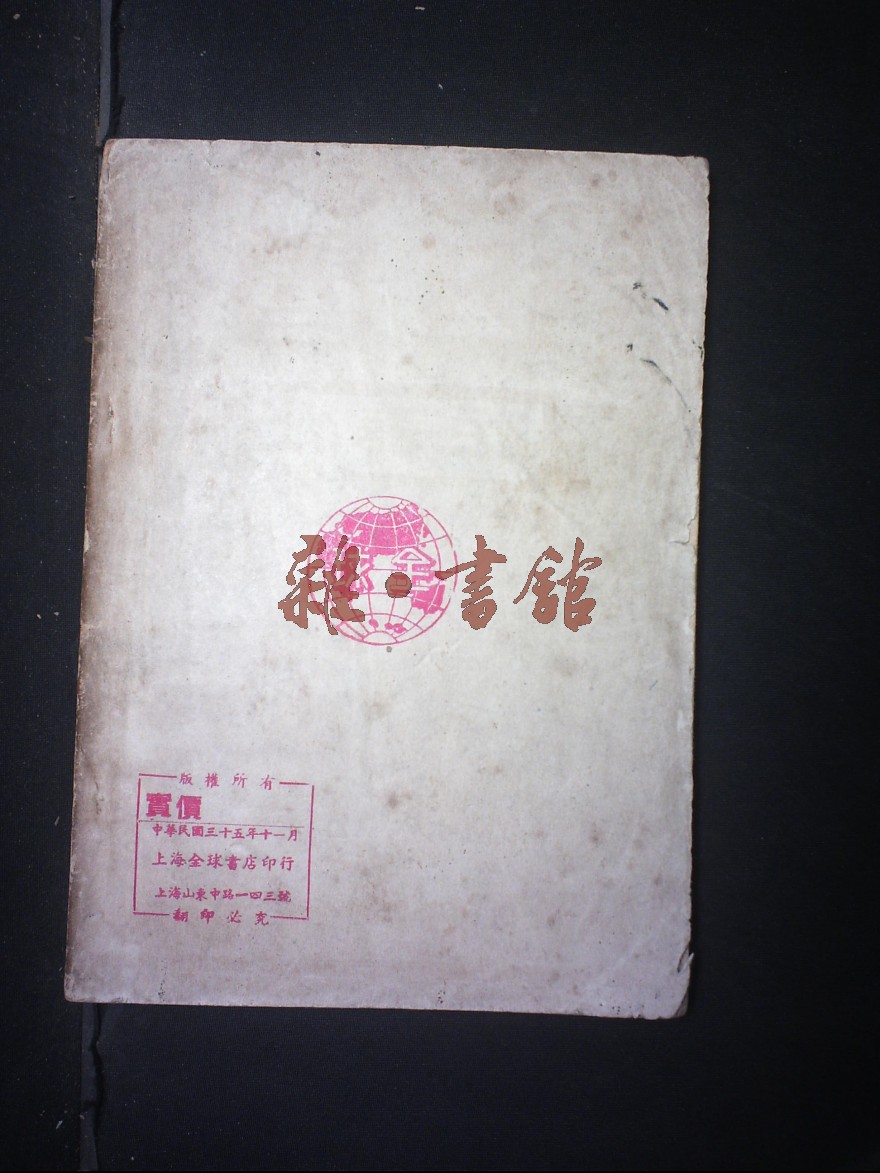 全球
雜·書館
版權所有
實價
中華民國三十五年十一月
上海全球書店印行
上海山東中路一四三號
翻印必究